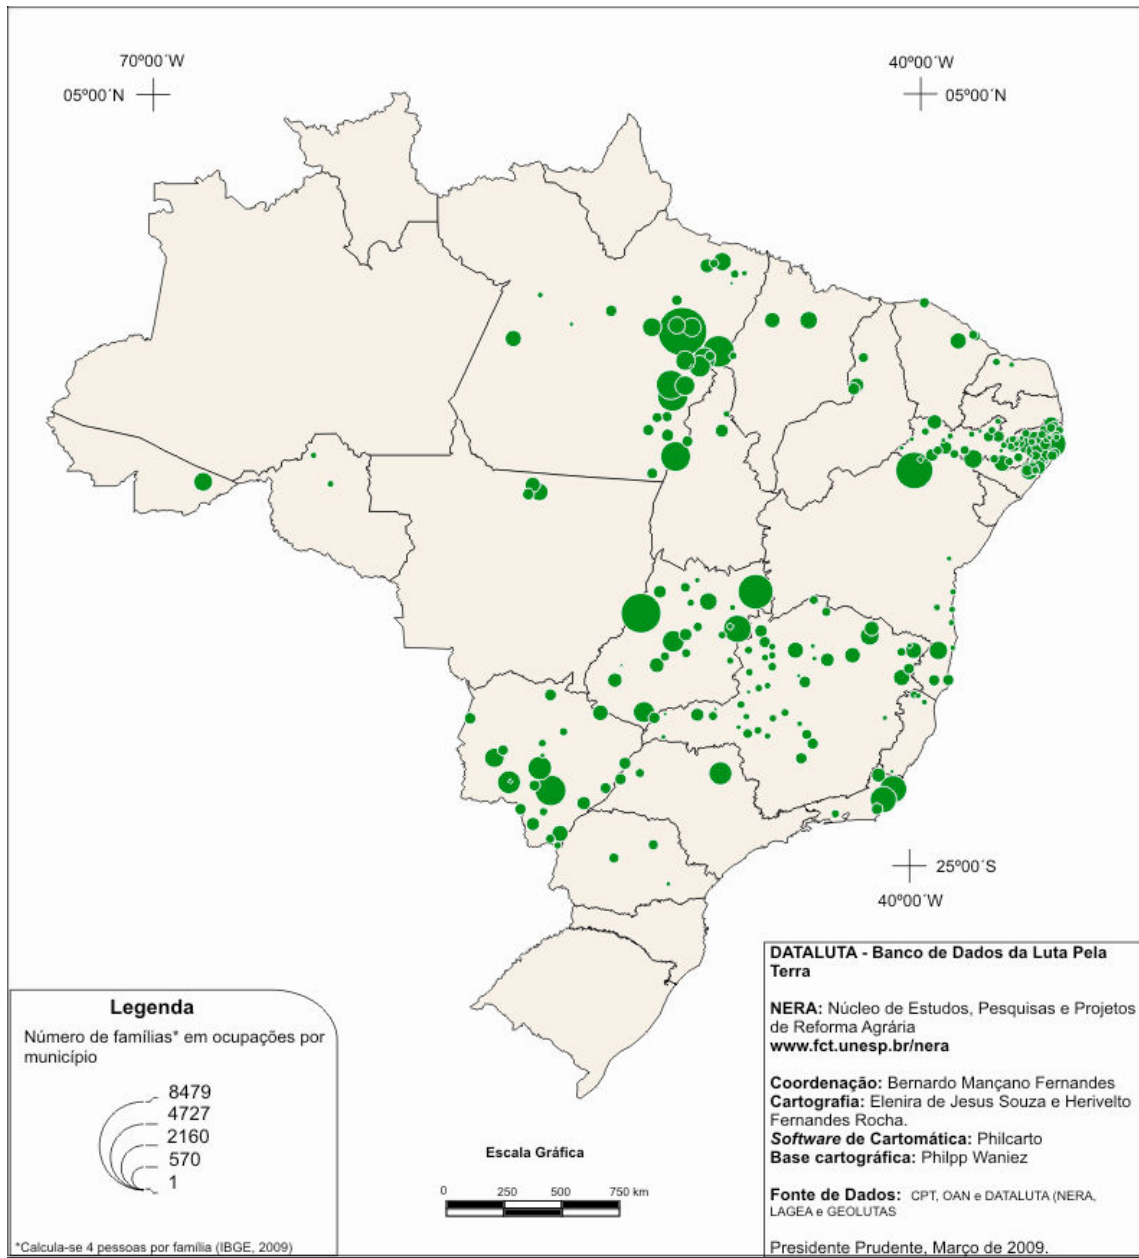 70º00´W
05º00´N
40º00´W
05º00´N
25º00´S
40º00´W
Legenda
Número de famílias* em ocupações por
município
8479
4727
2160
570
1
*Calcula-se 4 pessoas por família (IBGE, 2009)
Escala Gráfica
0 250 500 750 km
DATALUTA - Banco de Dados da Luta Pela
Terra
NERA: Núcleo de Estudos, Pesquisas e Projetos
de Reforma Agrária
www.fct.unesp.br/nera
Coordenação: Bernardo Mançano Fernandes
Cartografia: Elenira de Jesus Souza e Herivelto
Fernandes Rocha.
Software de Cartomática: Philcarto
Base cartográfica: Philpp Waniez
Fonte de Dados: CPT, OAN e DATALUTA (NERA,
LAGEA e GEOLUTAS
Presidente Prudente, Março de 2009.